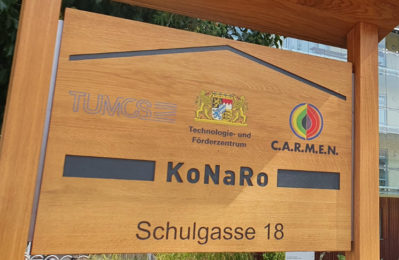 TUMCS
Technologie- und
Förderzentrum
C.A.R.M.E.N.
KoNaRo
Schulgasse 18